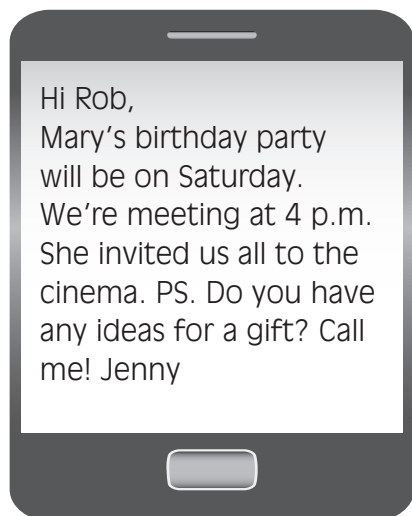 Hi Rob,
Mary’s birthday party
will be on Saturday.
We’re meeting at 4 p.m.
She invited us all to the
cinema. PS. Do you have
any ideas for a gift? Call
me! Jenny